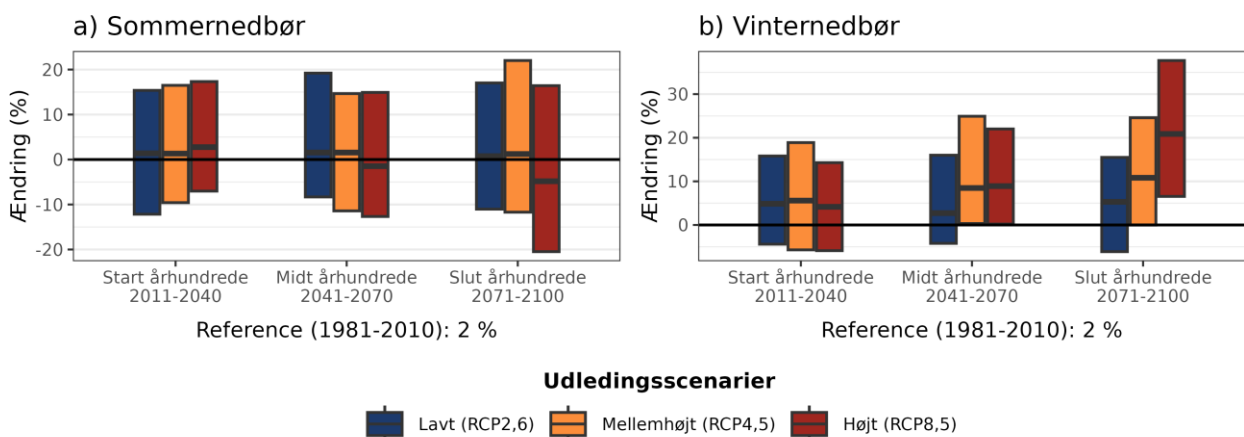 a) Sommernedbør
Ændring (%)
20
10
0
-10
-20
Start århundrede
2011-2040
Midt århundrede
2041-2070
Slut århundrede
2071-2100
Reference (1981-2010): 2 %
b) Vinternedbør
Ændring (%)
30
20
10
0
Start århundrede
2011-2040
Midt århundrede
2041-2070
Slut århundrede
2071-2100
Reference (1981-2010): 2 %
Udledingsscenarier
Lavt (RCP2,6)
Mellemhøjt (RCP4,5)
Højt (RCP8,5)